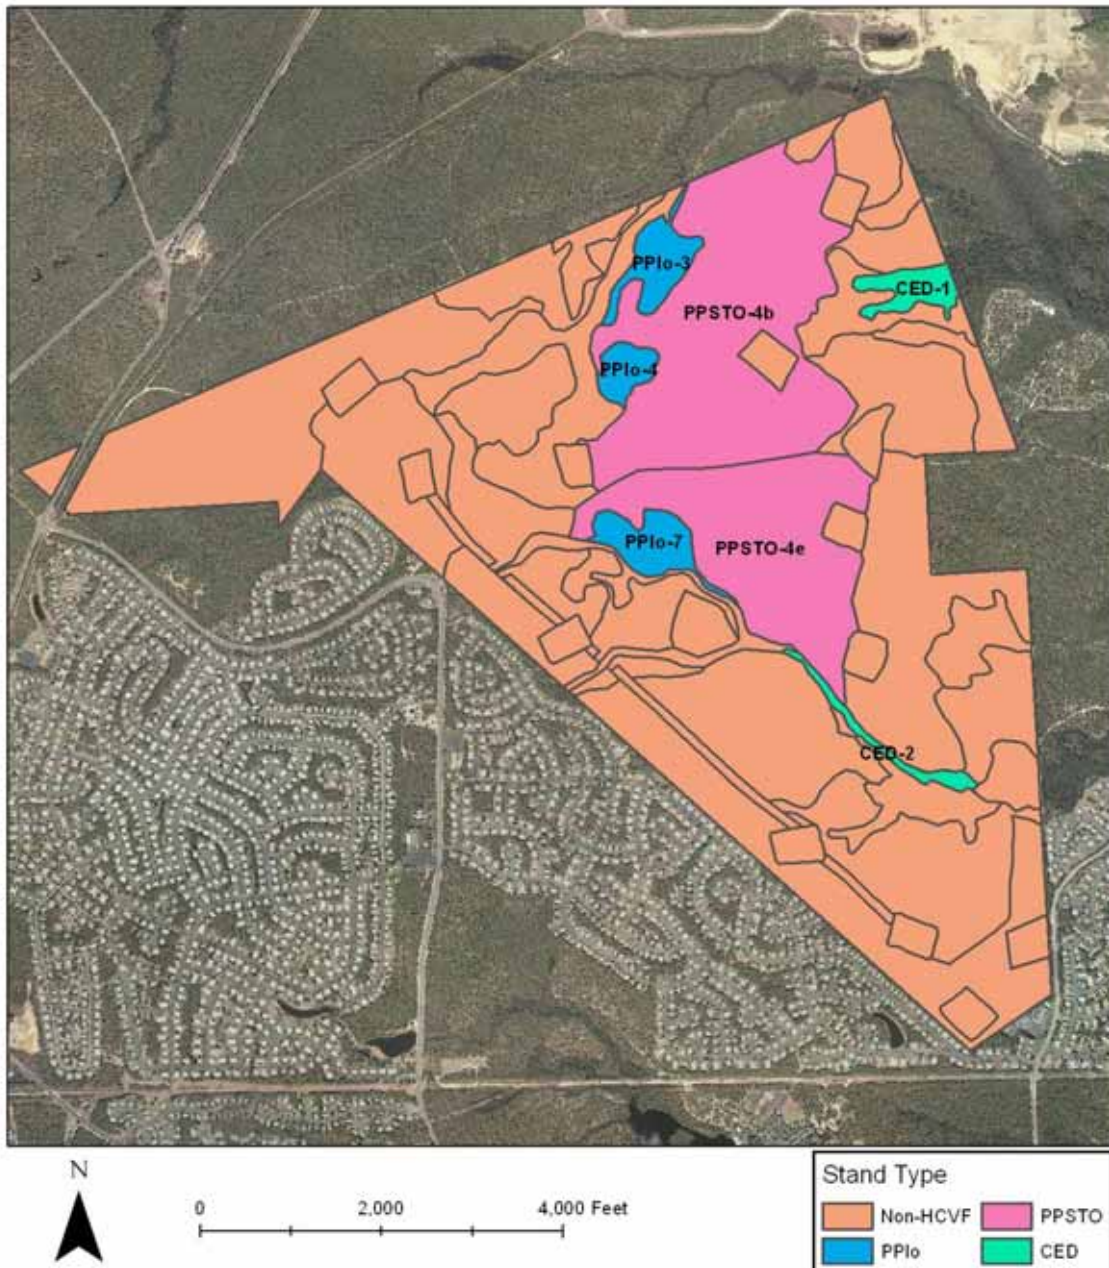 PPlo-3
CED-1
PPSTO-4b
PPlo-4
PPlo-7
PPSTO-4e
CED-2
N
0 2,000 4,000 Feet
Stand Type
Non-HCVF PPSTO
PPlo CED